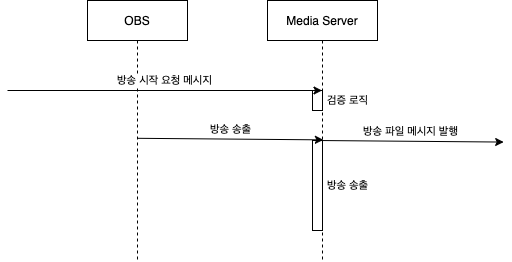 OBS
Media Server
방송 시작 요청 메시지
검증 로직
방송 송출
방송 파일 메시지 발행
방송 송출